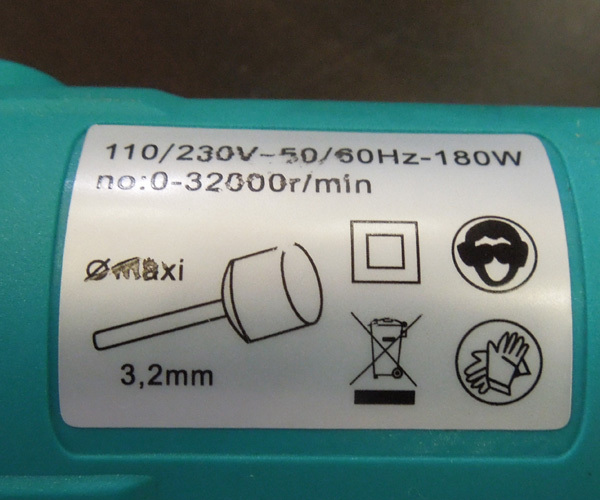 110/230V~50/60Hz-180W
no:0-32000r/min
Ømaxi
3,2mm